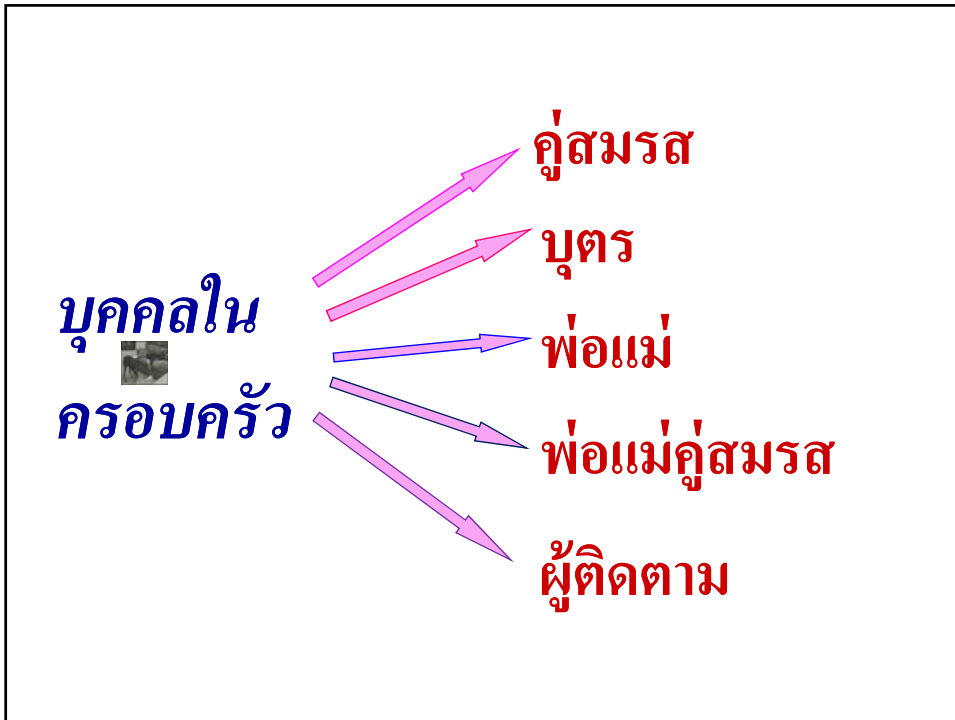 บุคคลใน
ครอบครัว
คู่สมรส
บุตร
พ่อแม่
พ่อแม่คู่สมรส
ผู้ติดตาม